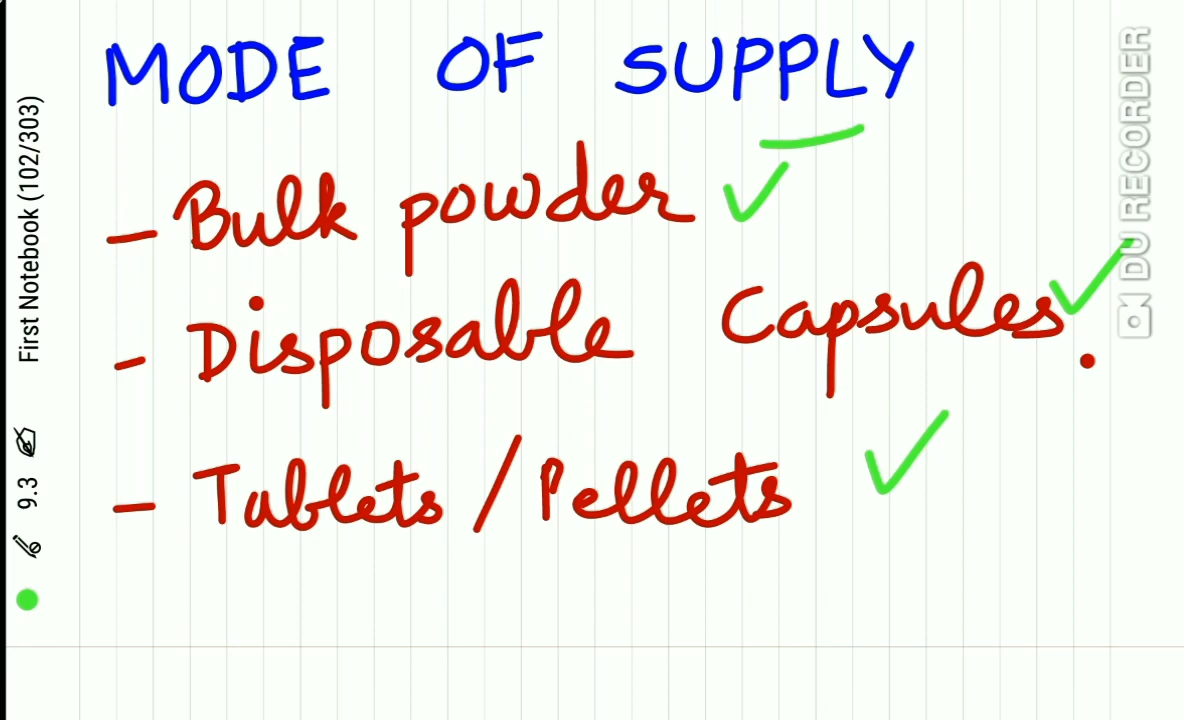 MODE OF SUPPLY
- Bulk powder
- Disposable Capsules.
- Tablets / Pellets
First Notebook (102/303)
9.3
DU RECORDER